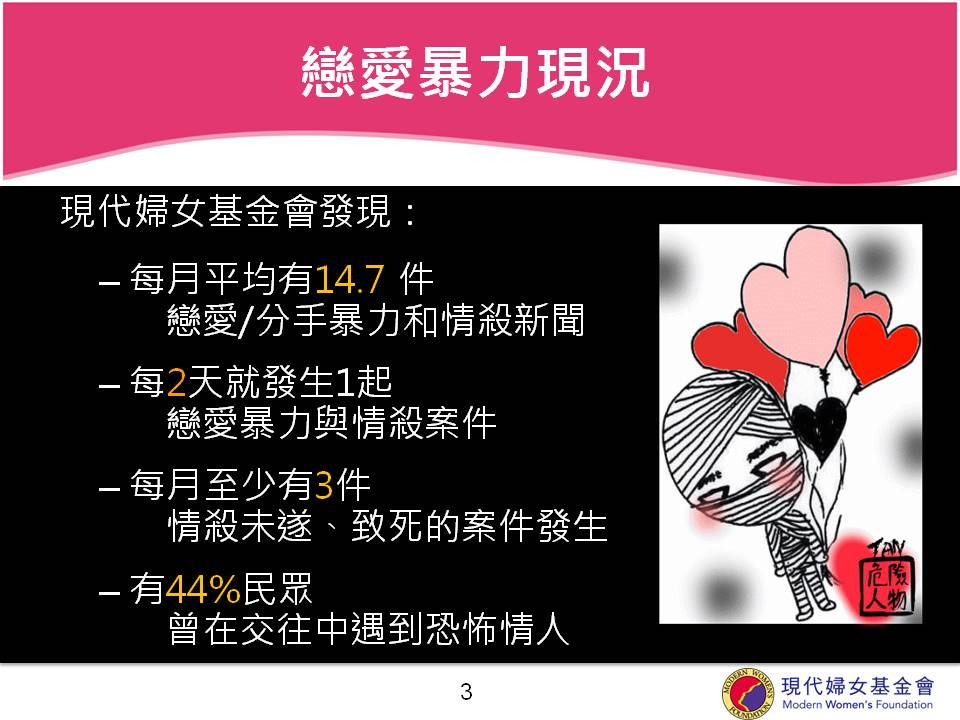 戀愛暴力現況
現代婦女基金會發現：
– 每月平均有14.7 件
戀愛/分手暴力和情殺新聞
– 每2天就發生1起
戀愛暴力與情殺案件
– 每月至少有3件
情殺未遂、致死的案件發生
– 有44%民眾
曾在交往中遇到恐怖情人
TAN
危險
人物
3
MODERN WOMEN'S FOUNDATION
現代婦女基金會
Modern Women's Foundation